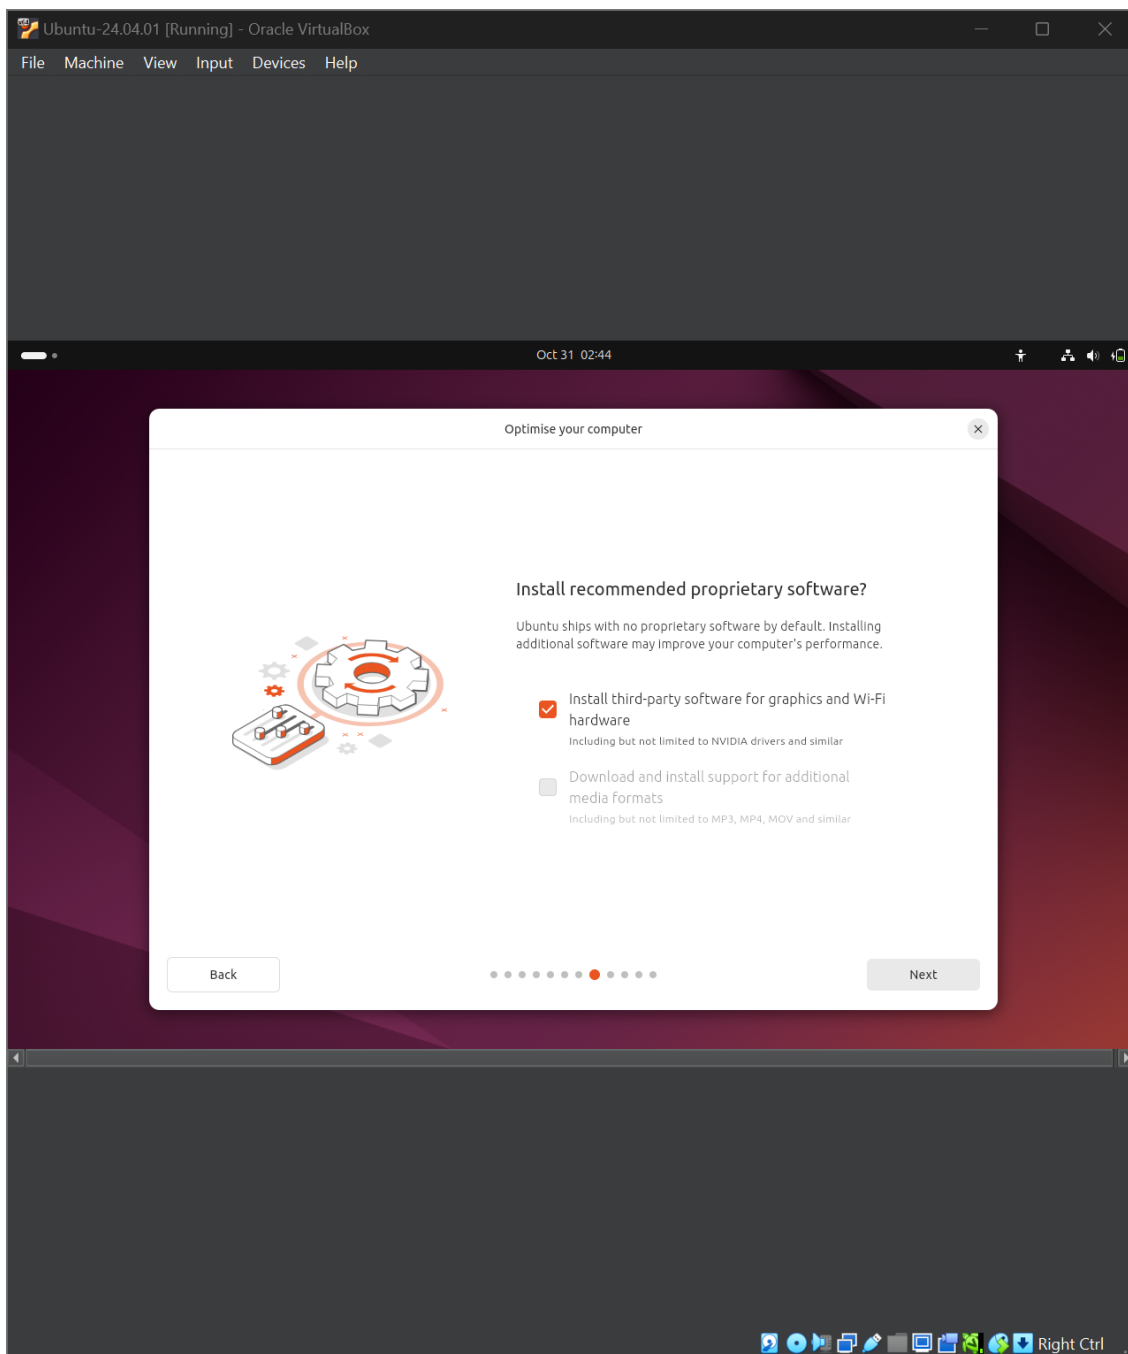 Ubuntu-24.04.01 [Running] - Oracle VirtualBox
File Machine View Input Devices Help
Oct 31 02:44
Optimise your computer
Install recommended proprietary software?
Ubuntu ships with no proprietary software by default. Installing
additional software may improve your computer's performance.
Install third-party software for graphics and Wi-Fi
hardware
Including but not limited to NVIDIA drivers and similar
Download and install support for additional
media formats
Including but not limited to MP3, MP4, MOV and similar
Back
Next
Right Ctrl